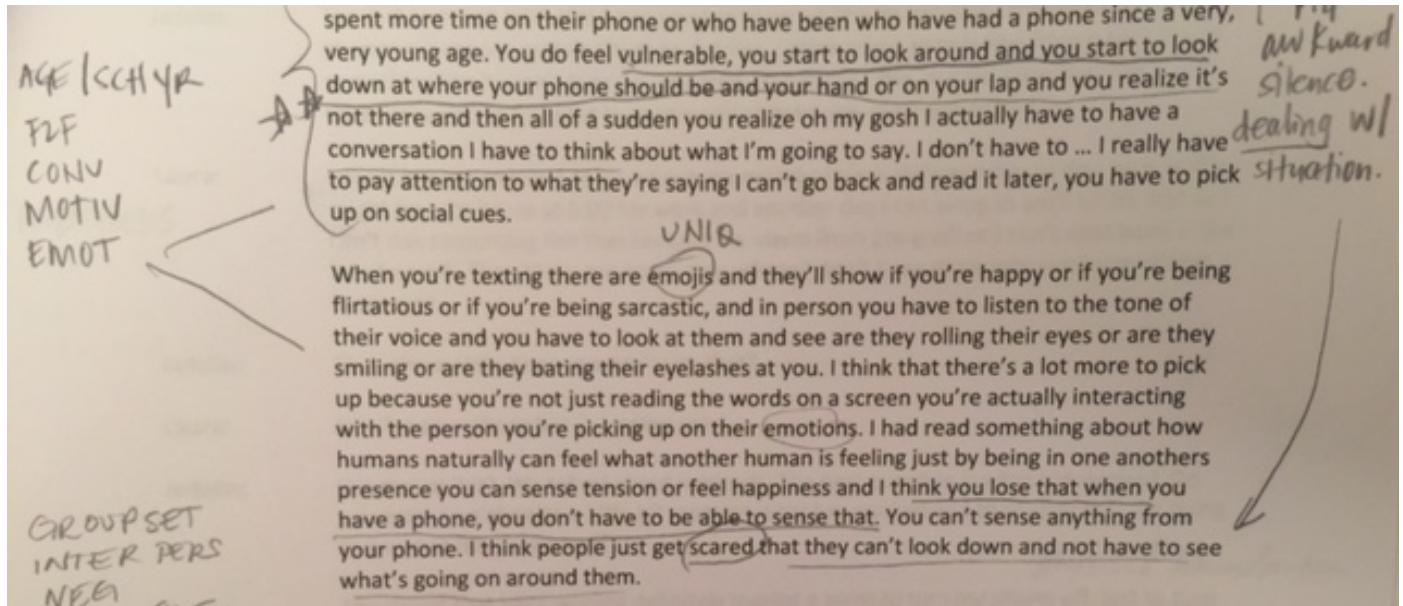 spent more time on their phone or who have been who have had a phone since a very,
very young age. You do feel vulnerable, you start to look around and you start to look
down at where your phone should be and your hand or on your lap and you realize it's
not there and then all of a sudden you realize oh my gosh I actually have to have a
conversation I have to think about what I'm going to say. I don't have to ... I really have
to pay attention to what they're saying I can't go back and read it later, you have to pick
up on social cues.
awkward
silence.
dealing w/
situation.
AGE/SCH YR
F2F
CONV
MOTIV
EMOT
UNIQ
When you're texting there are emojis and they'll show if you're happy or if you're being
flirtatious or if you're being sarcastic, and in person you have to listen to the tone of
their voice and you have to look at them and see are they rolling their eyes or are they
smiling or are they bating their eyelashes at you. I think that there's a lot more to pick
up because you're not just reading the words on a screen you're actually interacting
with the person you're picking up on their emotions. I had read something about how
humans naturally can feel what another human is feeling just by being in one anothers
presence you can sense tension or feel happiness and I think you lose that when you
have a phone, you don't have to be able to sense that. You can't sense anything from
your phone. I think people just get scared that they can't look down and not have to see
what's going on around them.
GROUP SET
INTER PERS
NEG